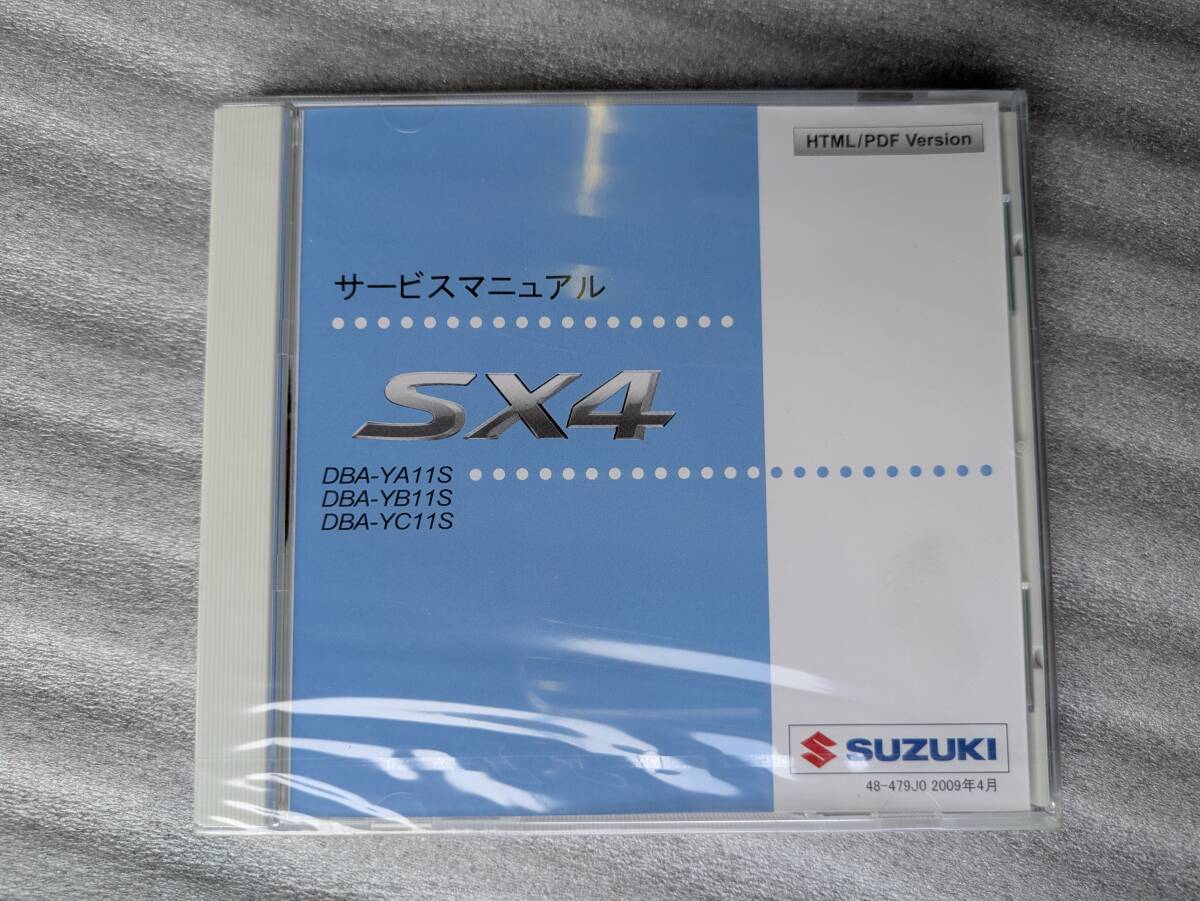 HTML/PDF Version
サービスマニュアル
SX4
DBA-YA11S
DBA-YB11S
DBA-YC11S
SUZUKI
48-479J0 2009年4月